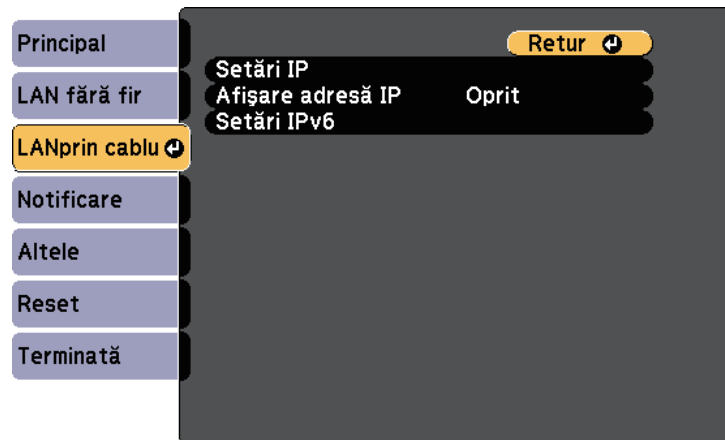 Principal
LAN fără fir
LANprin cablu
Notificare
Altele
Reset
Terminată
Retur
Setări IP
Afişare adresă IP Oprit
Setări IPv6